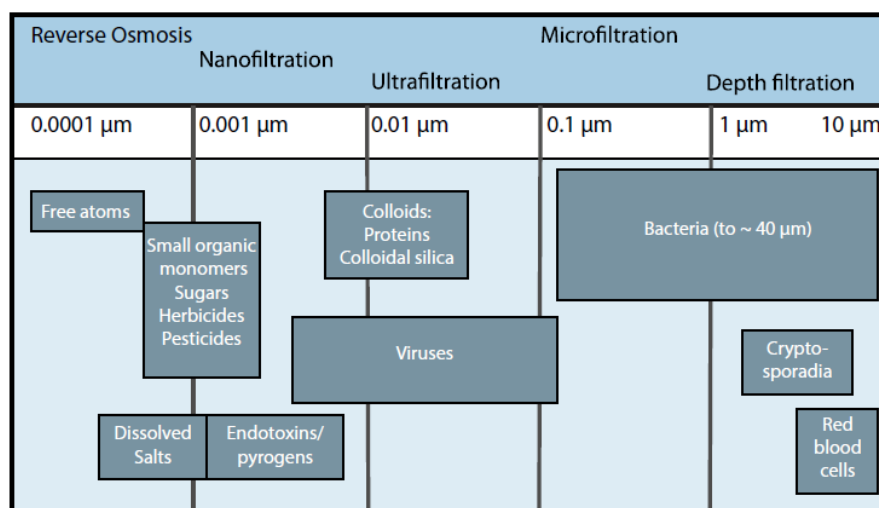 Reverse Osmosis
Nanofiltration
Ultrafiltration
Microfiltration
Depth filtration
0.0001 µm
0.001 µm
0.01 µm
0.1 µm
1 µm
10 µm
Free atoms
Small organic
monomers
Sugars
Herbicides
Pesticides
Colloids:
Proteins
Colloidal silica
Bacteria (to ~ 40 µm)
Viruses
Crypto-
sporadia
Dissolved
Salts
Endotoxins/
pyrogens
Red
blood
cells